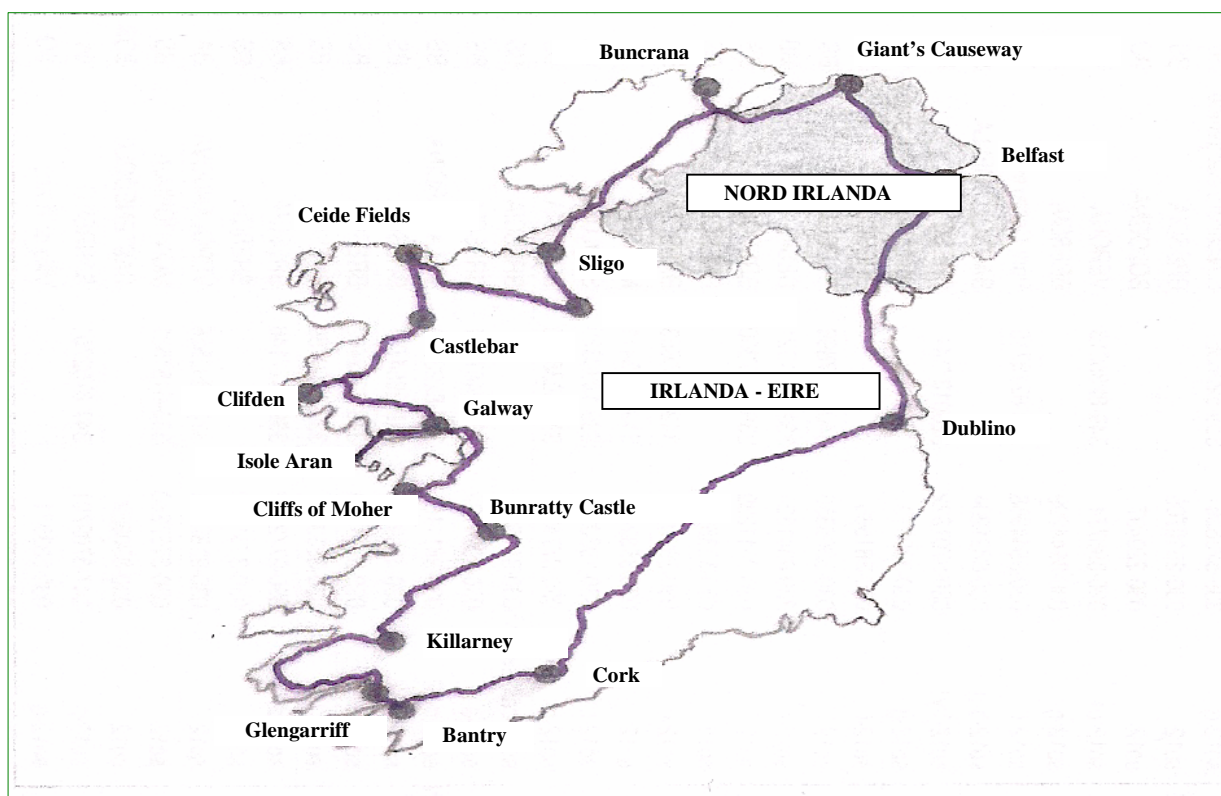 Buncrana
Giant's Causeway
Belfast
NORD IRLANDA
Ceide Fields
Sligo
Castlebar
IRLANDA - EIRE
Clifden
Galway
Dublino
Isole Aran
Cliffs of Moher
Bunratty Castle
Killarney
Cork
Glengarriff
Bantry